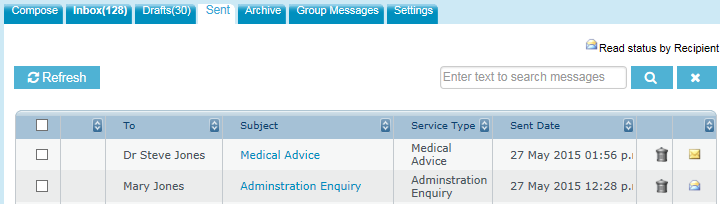 Compose Inbox(128) Drafts(30) Sent Archive Group Messages Settings
Read status by Recipient
Refresh Enter text to search messages
To Subject Service Type Sent Date
Dr Steve Jones Medical Advice Medical Advice 27 May 2015 01:56 p.
Mary Jones Adminstration Enquiry Adminstration Enquiry 27 May 2015 12:28 p.